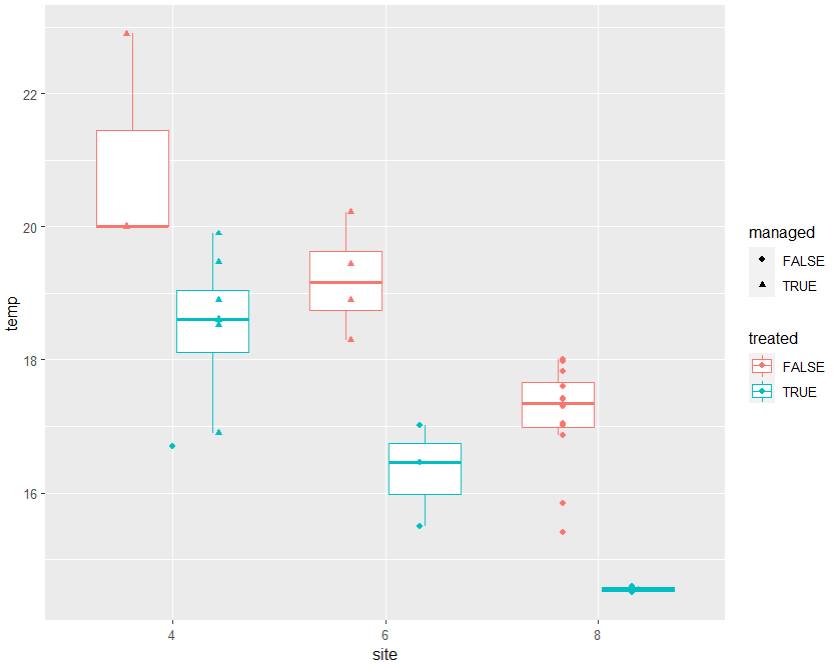 22
20
18
16
temp
4
6
8
site
managed
FALSE
TRUE
treated
FALSE
TRUE